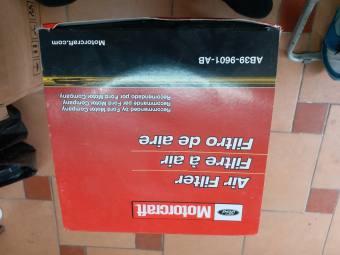 Ford Motorcraft
Air Filter
Filtre à air
Filtro de aire
Recommended by Ford Motor Company
Recommandé par Ford Motor Company
Recomendado por Ford Motor Company
AB39-9601-AB
Motorcraft.com